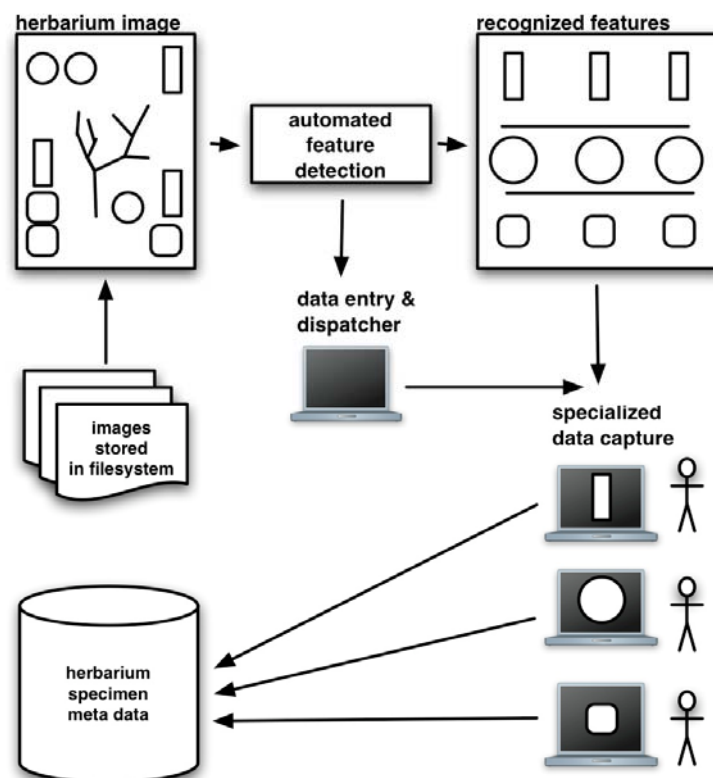 herbarium image
recognized features
automated
feature
detection
data entry &
dispatcher
images
stored
in filesystem
specialized
data capture
herbarium
specimen
meta data